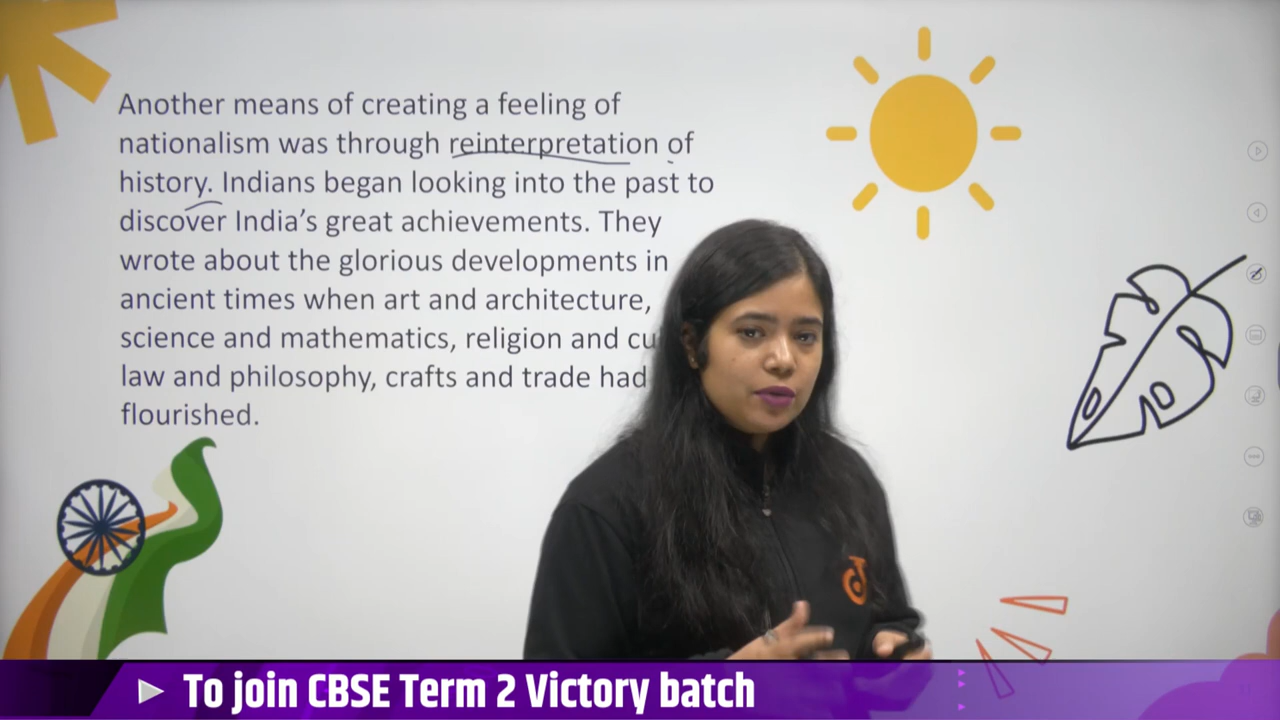 Another means of creating a feeling of
nationalism was through reinterpretation of
history. Indians began looking into the past to
discover India's great achievements. They
wrote about the glorious developments in
ancient times when art and architecture,
science and mathematics, religion and
law and philosophy, crafts and trade had
flourished.
To join CBSE Term 2 Victory batch